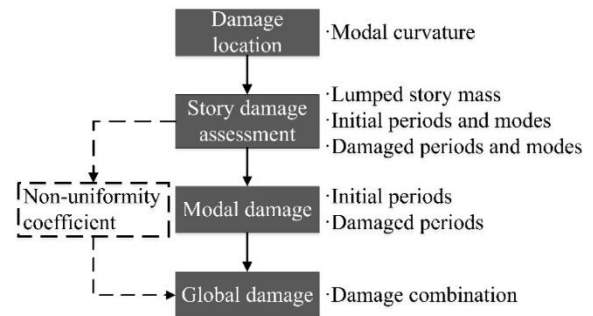 Damage
location
·Modal curvature
Story damage
assessment
·Lumped story mass
·Initial periods and modes
·Damaged periods and modes
Non-uniformity
coefficient
Modal damage
·Initial periods
·Damaged periods
Global damage
·Damage combination